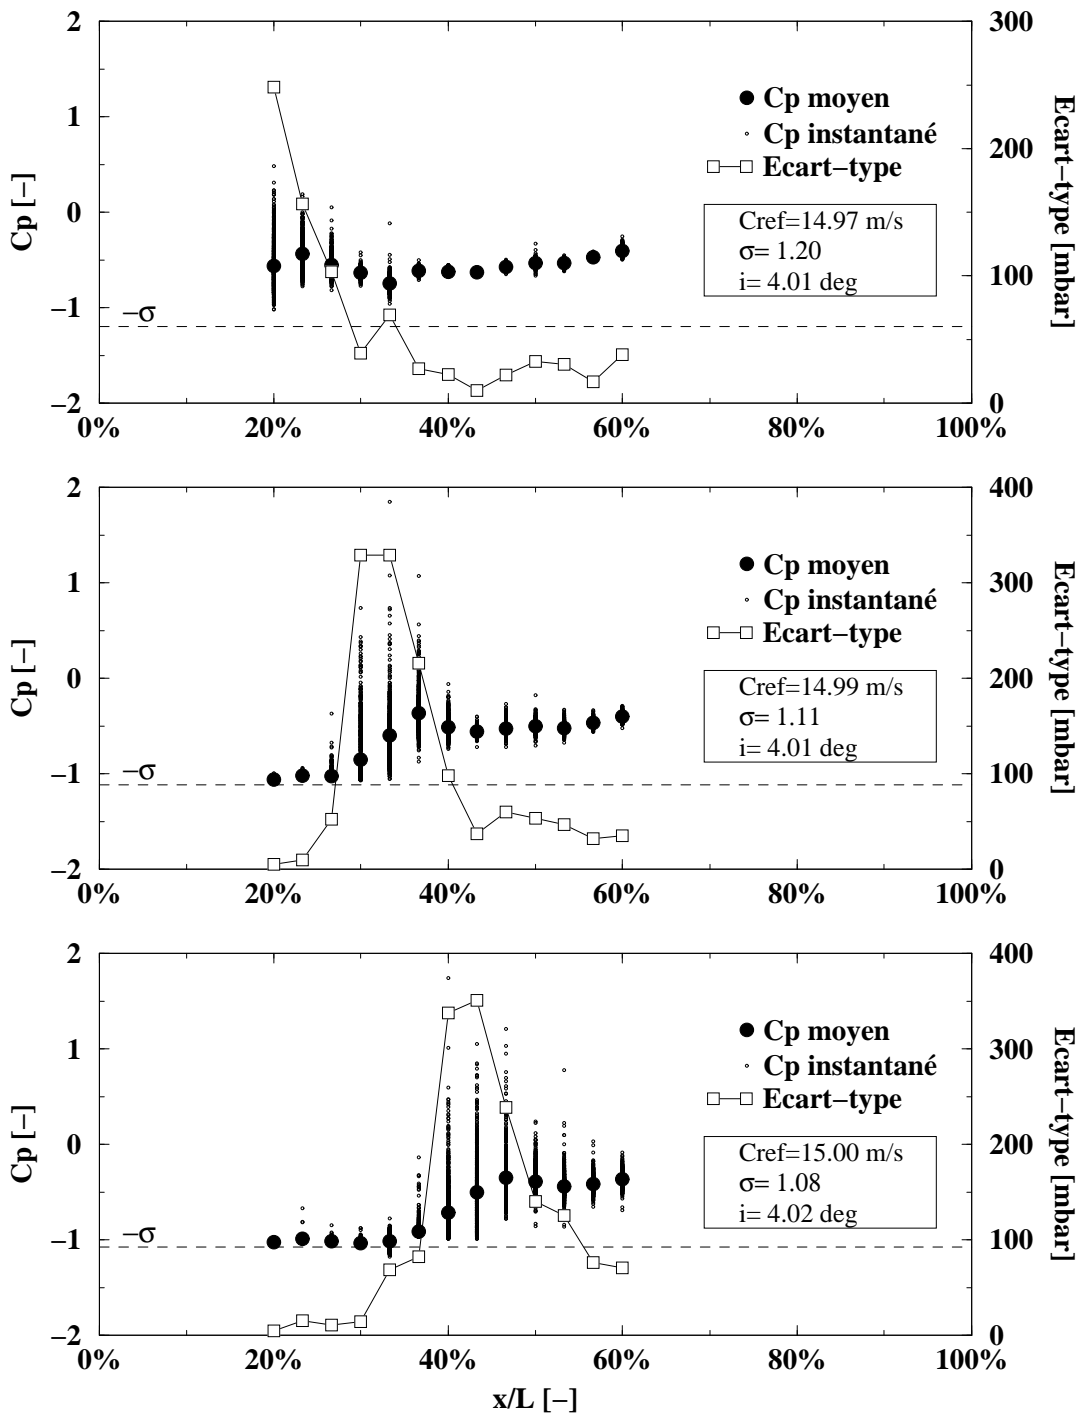 2
1
0
−1
−2
Cp [−]
300
200
100
0
Ecart−type [mbar]
Cp moyen
Cp instantané
Ecart−type
Cref=14.97 m/s
σ= 1.20
i= 4.01 deg
−σ
0% 20% 40% 60% 80% 100%
2
1
0
−1
−2
Cp [−]
400
300
200
100
0
Ecart−type [mbar]
Cp moyen
Cp instantané
Ecart−type
Cref=14.99 m/s
σ= 1.11
i= 4.01 deg
−σ
0% 20% 40% 60% 80% 100%
2
1
0
−1
−2
Cp [−]
400
300
200
100
0
Ecart−type [mbar]
Cp moyen
Cp instantané
Ecart−type
Cref=15.00 m/s
σ= 1.08
i= 4.02 deg
−σ
0% 20% 40% 60% 80% 100%
x/L [−]